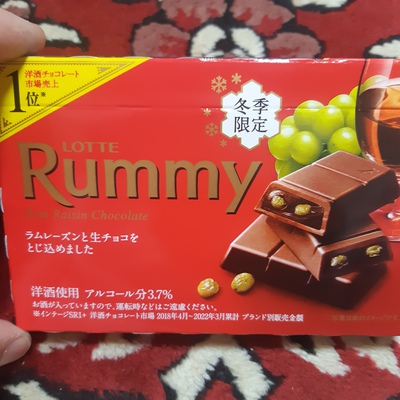 洋酒チョコレート
市場売上
1位※
冬季
限定
LOTTE
Rummy
Rum Raisin Chocolate
ラムレーズンと生チョコを
とじ込めました
洋酒使用 アルコール分3.7%
お酒が入っていますので、運転時などはご遠慮ください。
※インテージSRI+ 洋酒チョコレート市場 2018年4月~2022年3月累計 ブランド別販売金額